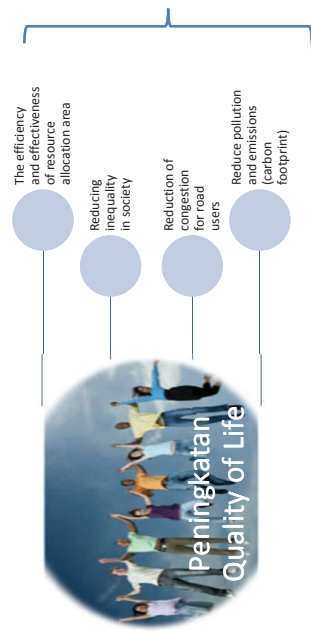 The efficiency
and effectiveness
of resource
allocation area
Reducing
inequality
in society
Reduction of
congestion
for road
users
Reduce pollution
and emissions
(carbon
footprint)
Peningkatan
Quality of Life